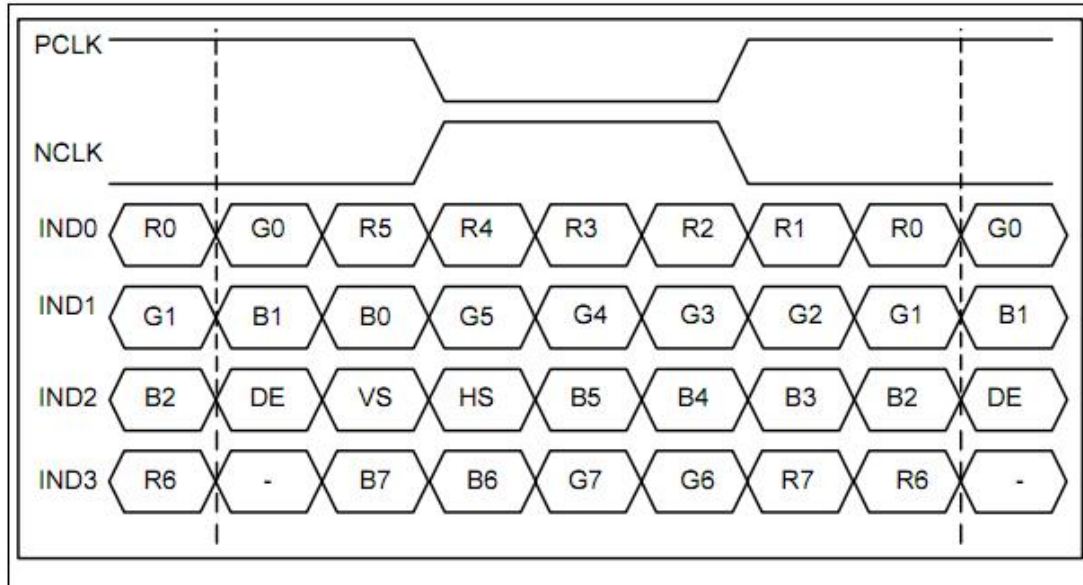 PCLK
NCLK
IND0 R0 G0 R5 R4 R3 R2 R1 R0 G0
IND1 G1 B1 B0 G5 G4 G3 G2 G1 B1
IND2 B2 DE VS HS B5 B4 B3 B2 DE
IND3 R6 - B7 B6 G7 G6 R7 R6 -